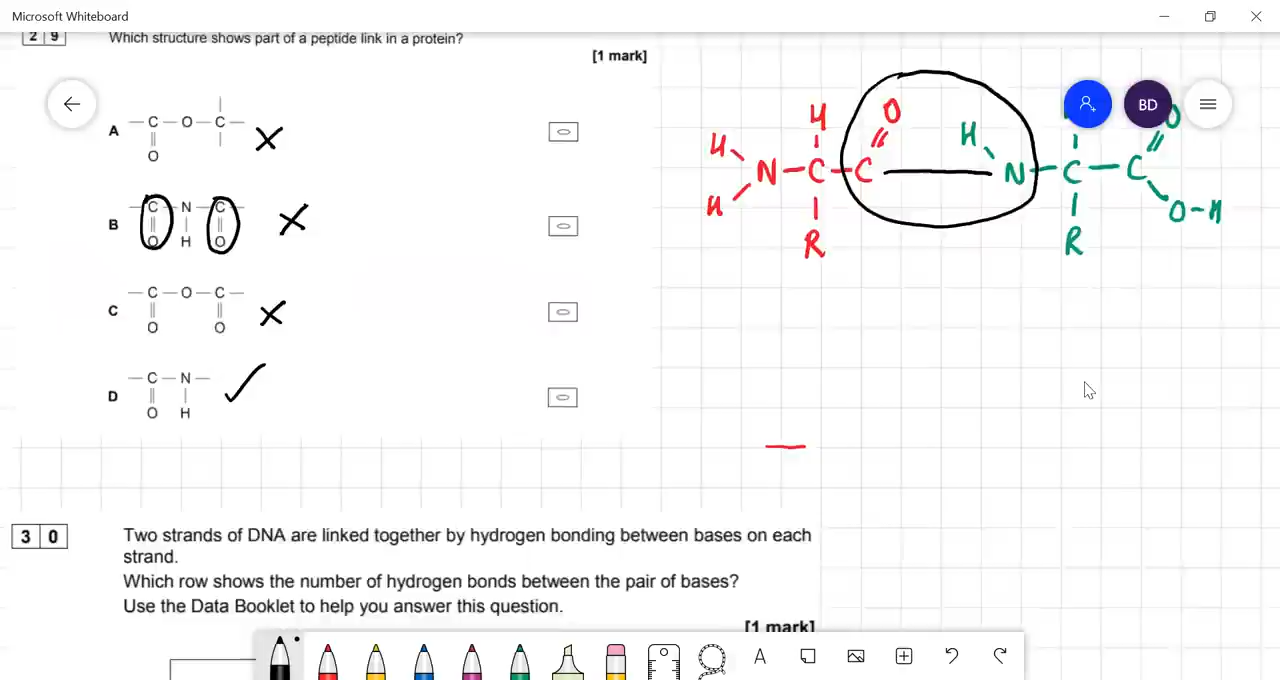 Microsoft Whiteboard
2 9 Which structure shows part of a peptide link in a protein?
[1 mark]
A — C — O — C —
O
B — C — N — C —
O H O
C — C — O — C —
O O
D — C — N —
O H
H O H O
H N — C — C — N — C — C
H R R O - H
BD
3 0 Two strands of DNA are linked together by hydrogen bonding between bases on each
strand.
Which row shows the number of hydrogen bonds between the pair of bases?
Use the Data Booklet to help you answer this question.
[1 mark]
A